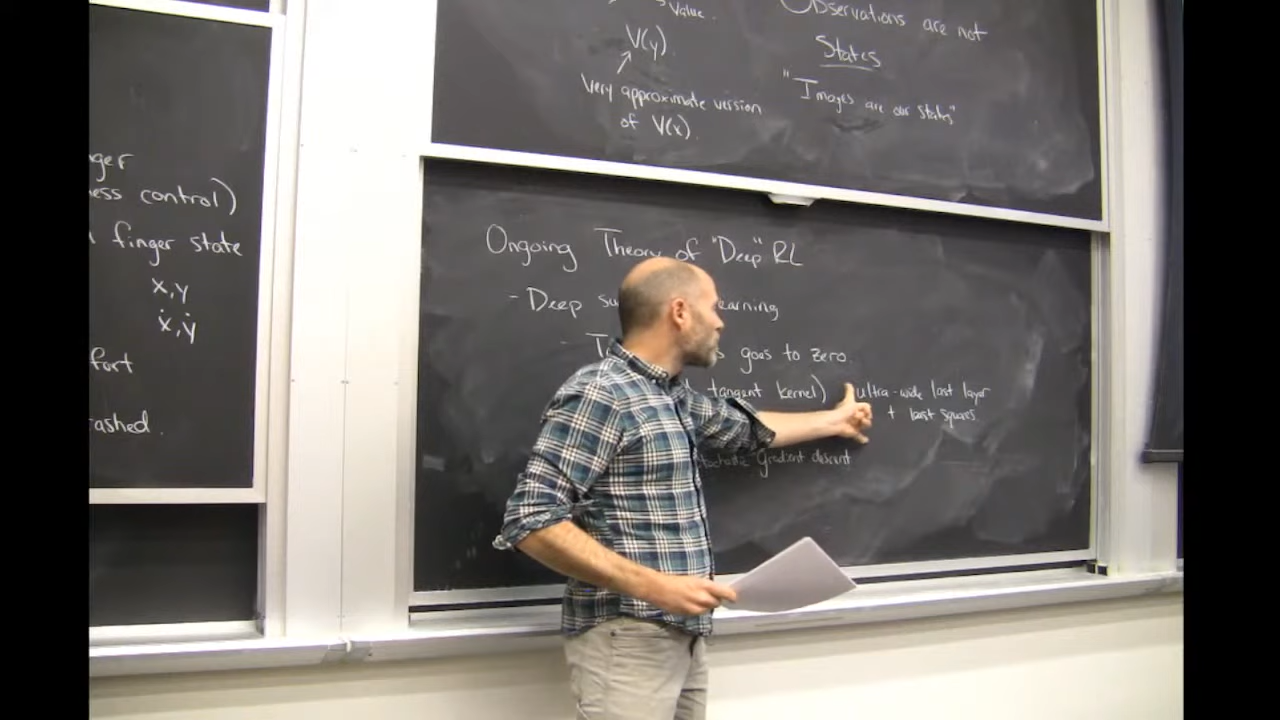 Value.
V(y)
Very approximate version
of V(x).
Observations are not
States
"Images are our states"
ger
ess control)
finger state
x,y
ẋ,ẏ
fort
ashed.
Ongoing Theory of "Deep" RL
- Deep su earning
- T s goes to zero.
tangent kernel) ultra-wide last layer
+ least squares.
Stochastic Gradient descent